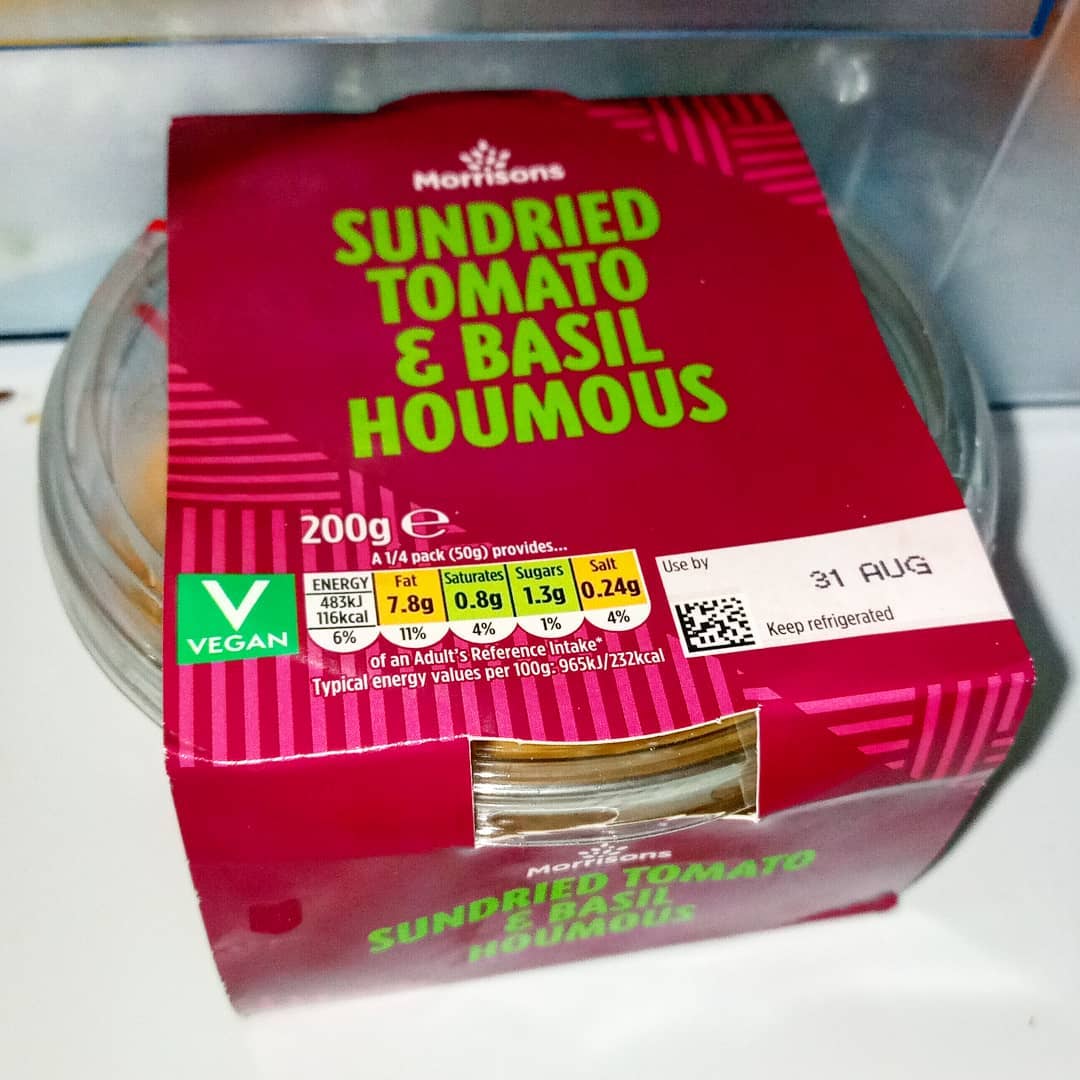 Morrisons
SUNDRIED
TOMATO
& BASIL
HOUMOUS
200g ℮
A 1/4 pack (50g) provides...
ENERGY
483kJ
116kcal
6%
Fat
7.8g
11%
Saturates
0.8g
4%
Sugars
1.3g
1%
Salt
0.24g
4%
of an Adult's Reference Intake*
Typical energy values per 100g: 965kJ/232kcal
V
VEGAN
Use by
31 AUG
Keep refrigerated
Morrisons
SUNDRIED TOMATO
& BASIL
HOUMOUS